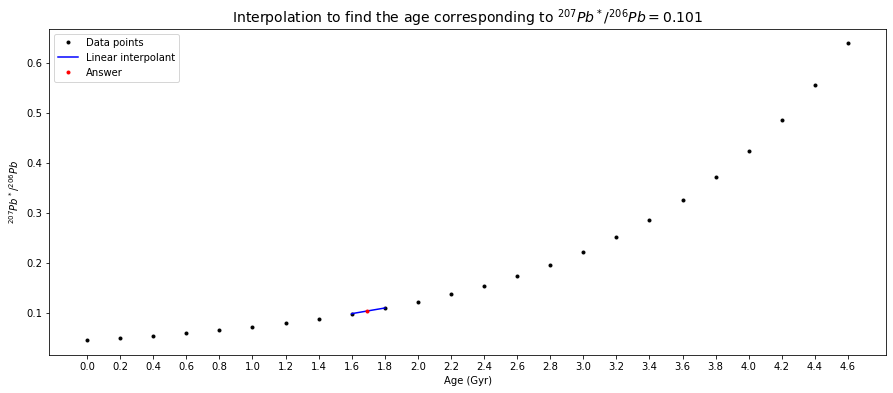 Interpolation to find the age corresponding to ²⁰⁷Pb*/²⁰⁶Pb = 0.101
Data points
Linear interpolant
Answer
0.6
0.5
0.4
0.3
0.2
0.1
²⁰⁷Pb*/²⁰⁶Pb
0.0 0.2 0.4 0.6 0.8 1.0 1.2 1.4 1.6 1.8 2.0 2.2 2.4 2.6 2.8 3.0 3.2 3.4 3.6 3.8 4.0 4.2 4.4 4.6
Age (Gyr)